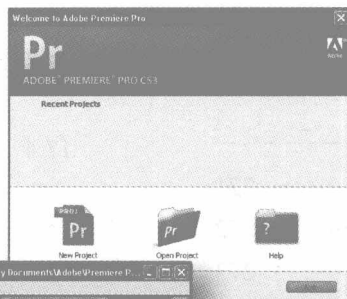 Welcome to Adobe Premiere Pro
Pr
Adobe
ADOBE® PREMIERE® PRO CS3
Recent Projects
Pr
Pr
?
New Project
Open Project
Help
y Documents\Adobe\Premiere P...